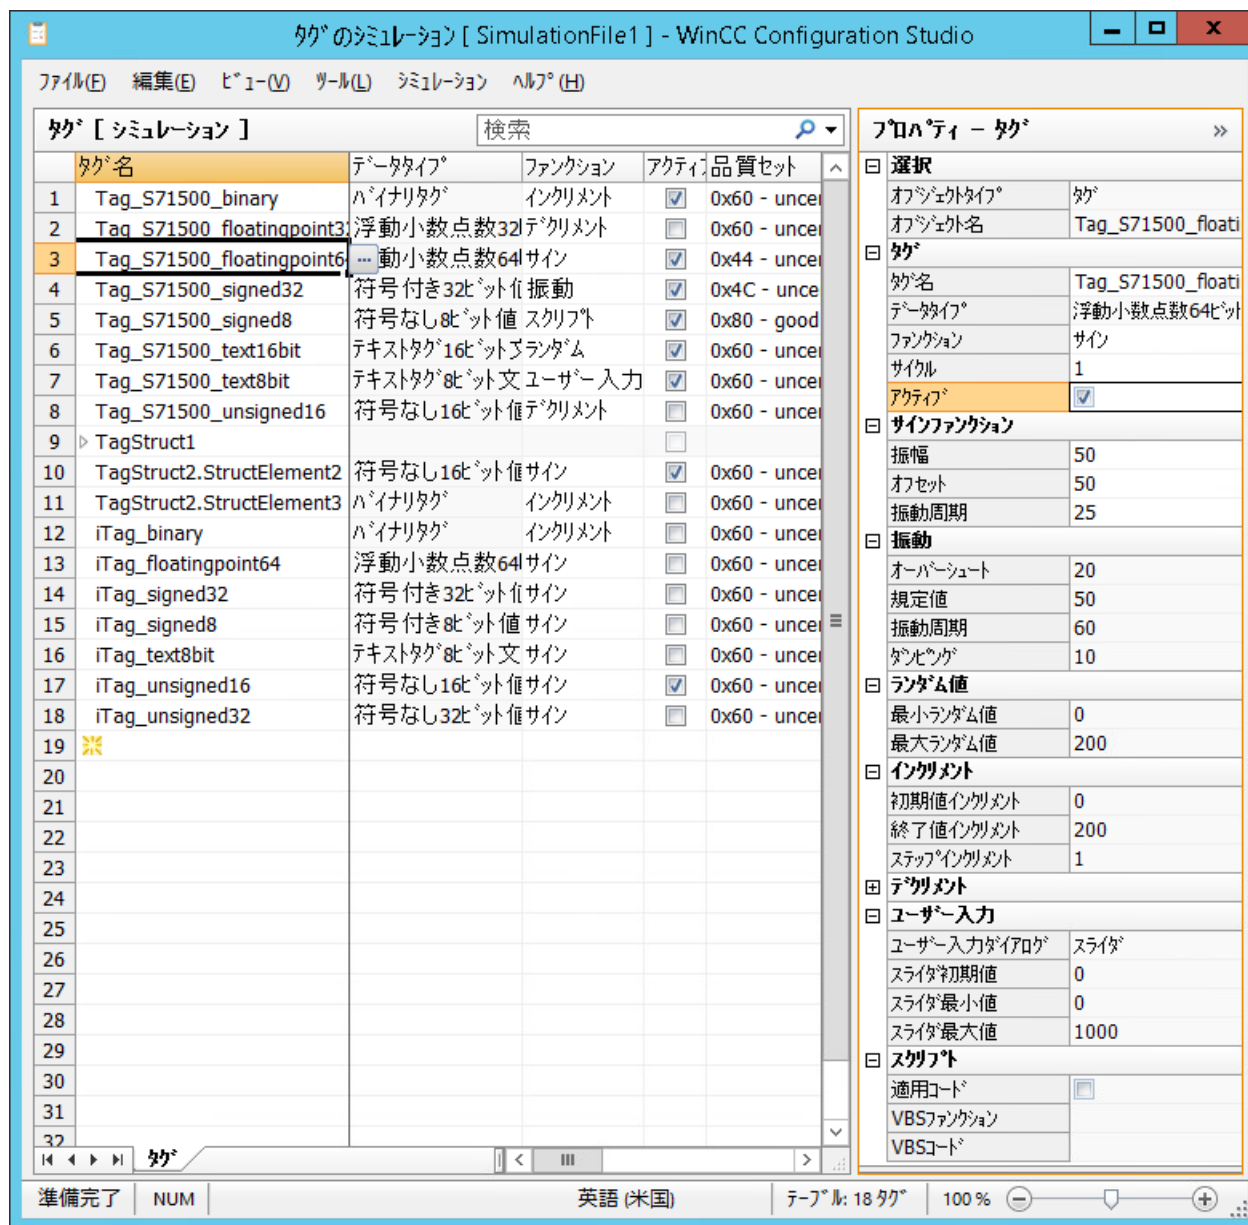 タグのシミュレーション [ SimulationFile1 ] - WinCC Configuration Studio
ファイル(F) 編集(E) ビュー(V) ツール(L) シミュレーション ヘルプ(H)
タグ [ シミュレーション ] 検索
タグ名 データタイプ ファンクション アクティブ 品質セット
1 Tag_S71500_binary バイナリタグ インクリメント 0x60 - uncer
2 Tag_S71500_floatingpoint32 浮動小数点数32 デクリメント 0x60 - uncer
3 Tag_S71500_floatingpoint6 ... 動小数点数64 サイン 0x44 - uncer
4 Tag_S71500_signed32 符号付き32ビット値 振動 0x4C - unce
5 Tag_S71500_signed8 符号なし8ビット値 スクリプト 0x80 - good
6 Tag_S71500_text16bit テキストタグ16ビット文 ランダム 0x60 - uncer
7 Tag_S71500_text8bit テキストタグ8ビット文 ユーザー入力 0x60 - uncer
8 Tag_S71500_unsigned16 符号なし16ビット値 デクリメント 0x60 - uncer
9 TagStruct1
10 TagStruct2.StructElement2 符号なし16ビット値 サイン 0x60 - uncer
11 TagStruct2.StructElement3 バイナリタグ インクリメント 0x60 - uncer
12 iTag_binary バイナリタグ インクリメント 0x60 - uncer
13 iTag_floatingpoint64 浮動小数点数64 サイン 0x60 - uncer
14 iTag_signed32 符号付き32ビット値 サイン 0x60 - uncer
15 iTag_signed8 符号付き8ビット値 サイン 0x60 - uncer
16 iTag_text8bit テキストタグ8ビット文 サイン 0x60 - uncer
17 iTag_unsigned16 符号なし16ビット値 サイン 0x60 - uncer
18 iTag_unsigned32 符号なし32ビット値 サイン 0x60 - uncer
19
20
21
22
23
24
25
26
27
28
29
30
31
32
タグ
プロパティ - タグ »
選択
オブジェクトタイプ タグ
オブジェクト名 Tag_S71500_floati
タグ
タグ名 Tag_S71500_floati
データタイプ 浮動小数点数64ビット
ファンクション サイン
サイクル 1
アクティブ
サインファンクション
振幅 50
オフセット 50
振動周期 25
振動
オーバーシュート 20
規定値 50
振動周期 60
ダンピング 10
ランダム値
最小ランダム値 0
最大ランダム値 200
インクリメント
初期値インクリメント 0
終了値インクリメント 200
ステップインクリメント 1
デクリメント
ユーザー入力
ユーザー入力ダイアログ スライダ
スライダ初期値 0
スライダ最小値 0
スライダ最大値 1000
スクリプト
適用コード
VBSファンクション
VBSコード
準備完了 NUM 英語 (米国) テーブル: 18 タグ 100 %